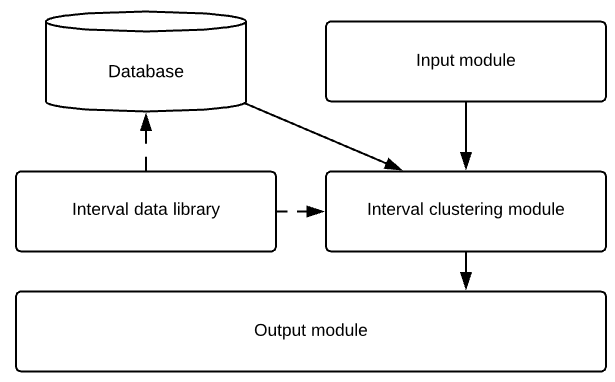 Database
Input module
Interval data library
Interval clustering module
Output module